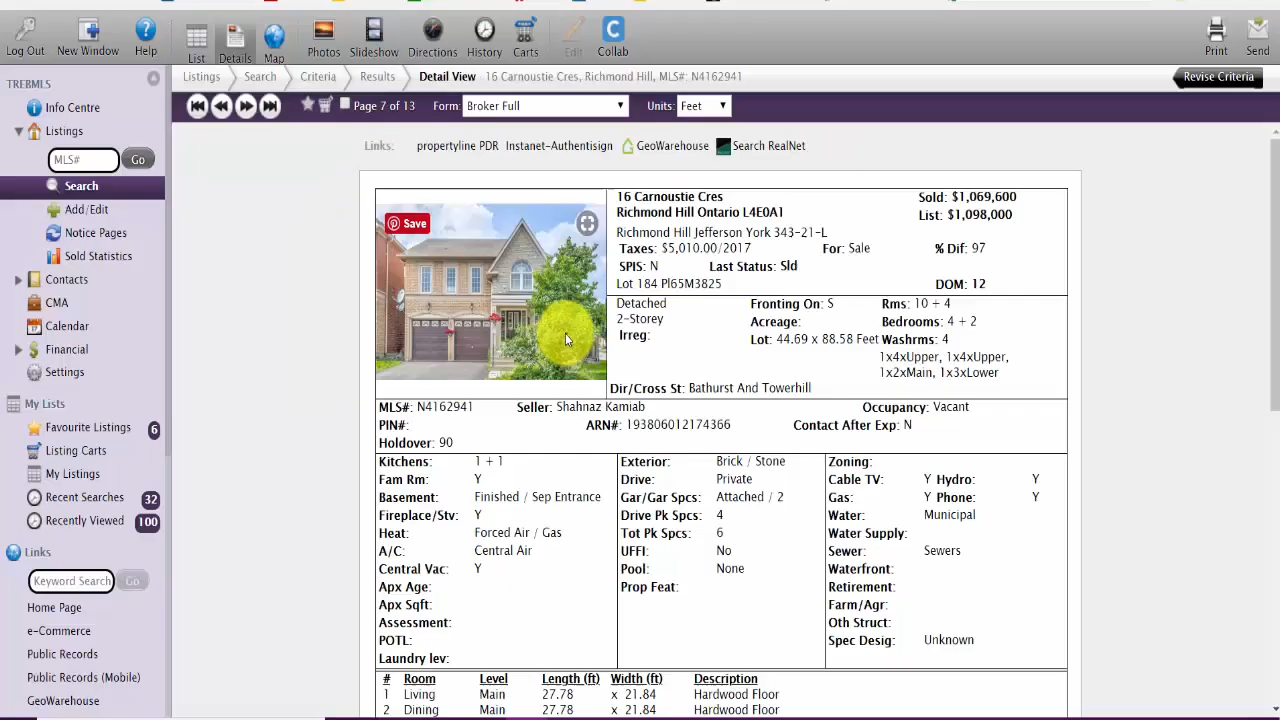 Log Out New Window Help List Details Map Photos Slideshow Directions History Carts Edit Collab Print Send
TREBMLS
Info Centre
Listings
MLS# Go
Search
Add/Edit
Notice Pages
Sold Statistics
Contacts
CMA
Calendar
Financial
Settings
My Lists
Favourite Listings 6
Listing Carts
My Listings
Recent Searches 32
Recently Viewed 100
Links
Keyword Search Go
Home Page
e-Commerce
Public Records
Public Records (Mobile)
GeoWarehouse
Listings Search Criteria Results Detail View 16 Carnoustie Cres, Richmond Hill, MLS#: N4162941 Revise Criteria
Page 7 of 13 Form: Broker Full Units: Feet
Links: propertyline PDR Instanet-Authentisign GeoWarehouse Search RealNet
Save
16 Carnoustie Cres Sold: $1,069,600
Richmond Hill Ontario L4E0A1 List: $1,098,000
Richmond Hill Jefferson York 343-21-L
Taxes: $5,010.00/2017 For: Sale % Dif: 97
SPIS: N Last Status: Sld
Lot 184 Pl65M3825 DOM: 12
Detached Fronting On: S Rms: 10 + 4
2-Storey Acreage: Bedrooms: 4 + 2
Irreg: Lot: 44.69 x 88.58 Feet Washrms: 4
1x4xUpper, 1x4xUpper,
1x2xMain, 1x3xLower
Dir/Cross St: Bathurst And Towerhill
MLS#: N4162941 Seller: Shahnaz Kamiab Occupancy: Vacant
PIN#: ARN#: 193806012174366 Contact After Exp: N
Holdover: 90
Kitchens: 1 + 1 Exterior: Brick / Stone Zoning:
Fam Rm: Y Drive: Private Cable TV: Y Hydro: Y
Basement: Finished / Sep Entrance Gar/Gar Spcs: Attached / 2 Gas: Y Phone: Y
Fireplace/Stv: Y Drive Pk Spcs: 4 Water: Municipal
Heat: Forced Air / Gas Tot Pk Spcs: 6 Water Supply:
A/C: Central Air UFFI: No Sewer: Sewers
Central Vac: Y Pool: None Waterfront:
Apx Age: Prop Feat: Retirement:
Apx Sqft: Farm/Agr:
Assessment: Oth Struct:
POTL: Spec Desig: Unknown
Laundry lev:
# Room Level Length (ft) Width (ft) Description
1 Living Main 27.78 x 21.84 Hardwood Floor
2 Dining Main 27.78 x 21.84 Hardwood Floor